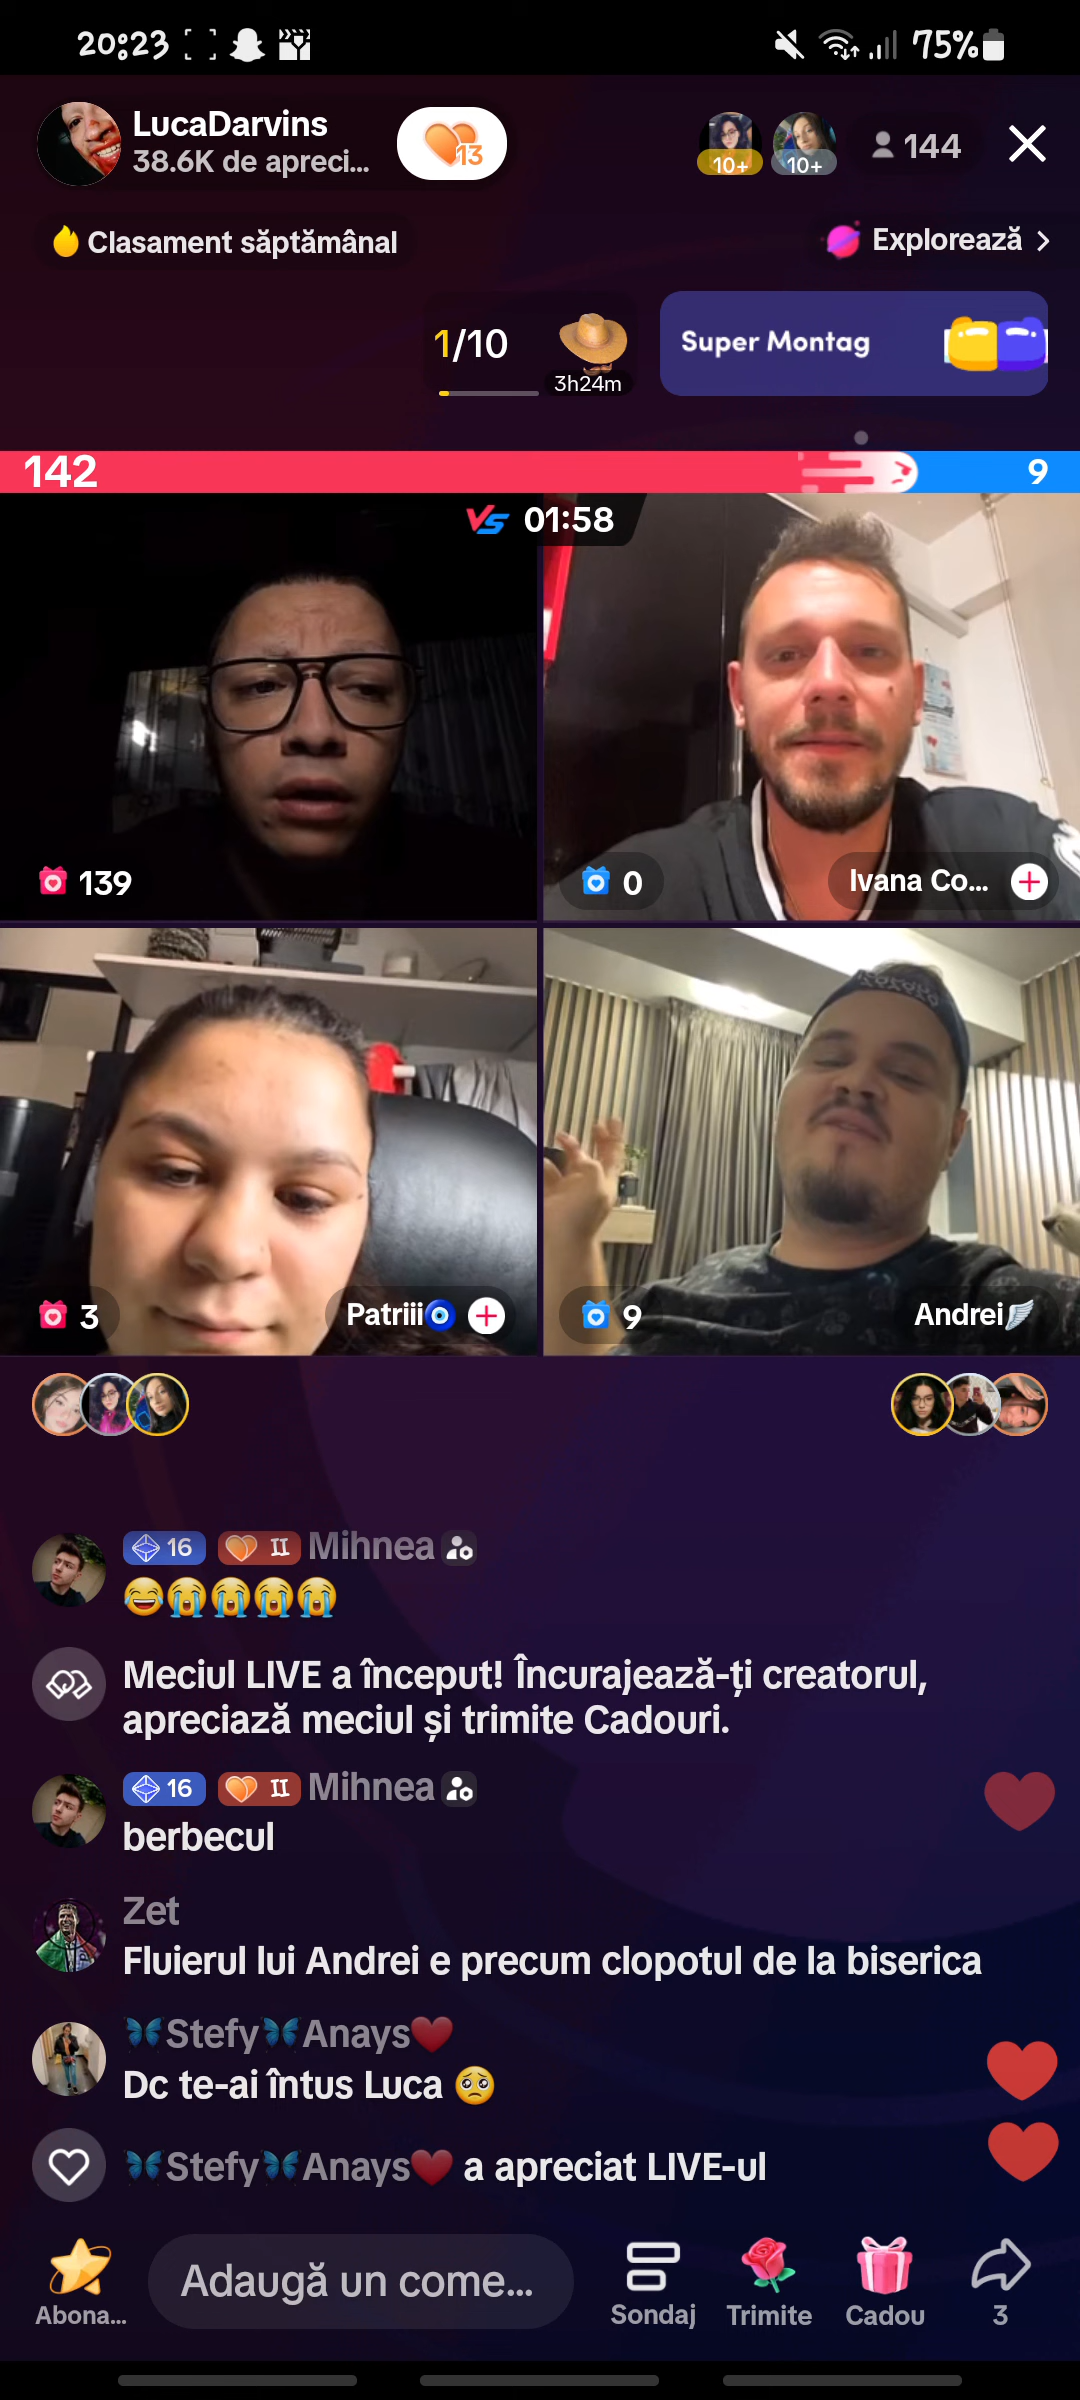 20:23
75%
LucaDarvins
38.6K de apreci...
13
10+
10+
144
Clasament săptămânal
Explorează
1/10
3h24m
Super Montag
142
9
VS 01:58
139
0
Ivana Co...
3
Patriii
9
Andrei
16 II Mihnea
Meciul LIVE a început! Încurajează-ți creatorul,
apreciază meciul și trimite Cadouri.
16 II Mihnea
berbecul
Zet
Fluierul lui Andrei e precum clopotul de la biserica
🦋Stefy🦋Anays❤️
Dc te-ai întus Luca 🥺
🦋Stefy🦋Anays❤️ a apreciat LIVE-ul
Abona...
Adaugă un come...
Sondaj
Trimite
Cadou
3